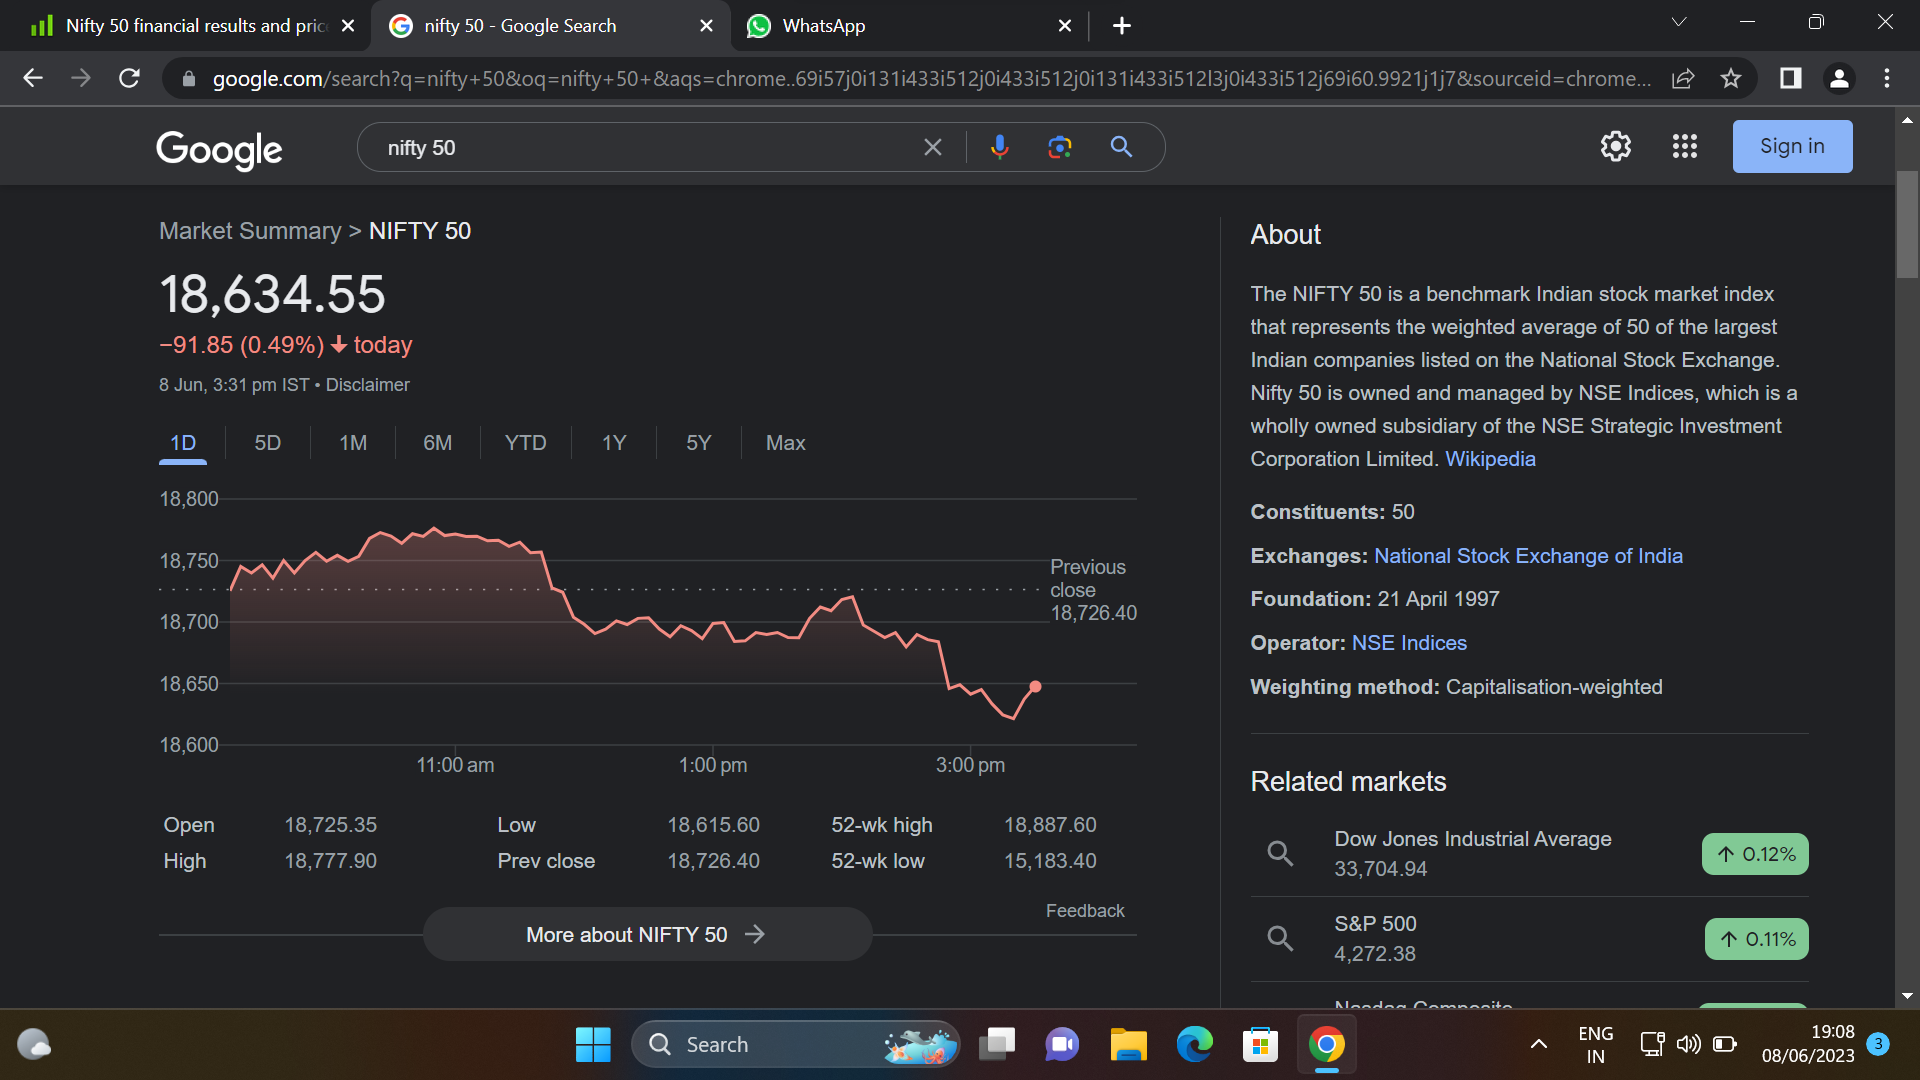 Nifty 50 financial results and pric
nifty 50 - Google Search
WhatsApp
google.com/search?q=nifty+50&oq=nifty+50+&aqs=chrome..69i57j0i131i433i512j0i433i512j0i131i433i512l3j0i433i512j69i60.9921j1j7&sourceid=chrome...
Google
nifty 50
Sign in
Market Summary > NIFTY 50
18,634.55
−91.85 (0.49%) ↓ today
8 Jun, 3:31 pm IST • Disclaimer
1D 5D 1M 6M YTD 1Y 5Y Max
18,800
18,750
18,700
18,650
18,600
Previous
close
18,726.40
11:00 am 1:00 pm 3:00 pm
Open 18,725.35 Low 18,615.60 52-wk high 18,887.60
High 18,777.90 Prev close 18,726.40 52-wk low 15,183.40
Feedback
More about NIFTY 50 →
About
The NIFTY 50 is a benchmark Indian stock market index
that represents the weighted average of 50 of the largest
Indian companies listed on the National Stock Exchange.
Nifty 50 is owned and managed by NSE Indices, which is a
wholly owned subsidiary of the NSE Strategic Investment
Corporation Limited. Wikipedia
Constituents: 50
Exchanges: National Stock Exchange of India
Foundation: 21 April 1997
Operator: NSE Indices
Weighting method: Capitalisation-weighted
Related markets
Dow Jones Industrial Average
33,704.94
↑ 0.12%
S&P 500
4,272.38
↑ 0.11%
Nasdaq Composite
Search
ENG
IN
19:08
08/06/2023
3